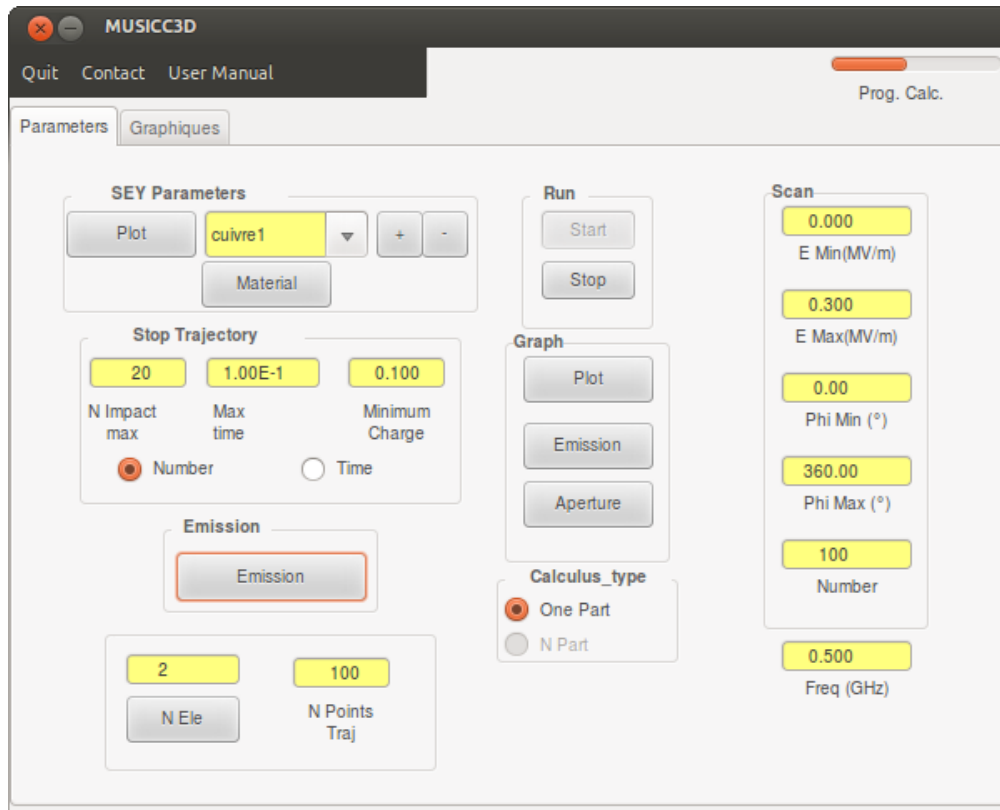 MUSICC3D
Quit Contact User Manual
Prog. Calc.
Parameters Graphiques
SEY Parameters
Plot cuivre1 + -
Material
Stop Trajectory
20 1.00E-1 0.100
N Impact
max
Max
time
Minimum
Charge
Number Time
Emission
Emission
2
N Ele
100
N Points
Traj
Run
Start
Stop
Graph
Plot
Emission
Aperture
Calculus_type
One Part
N Part
Scan
0.000
E Min(MV/m)
0.300
E Max(MV/m)
0.00
Phi Min (°)
360.00
Phi Max (°)
100
Number
0.500
Freq (GHz)